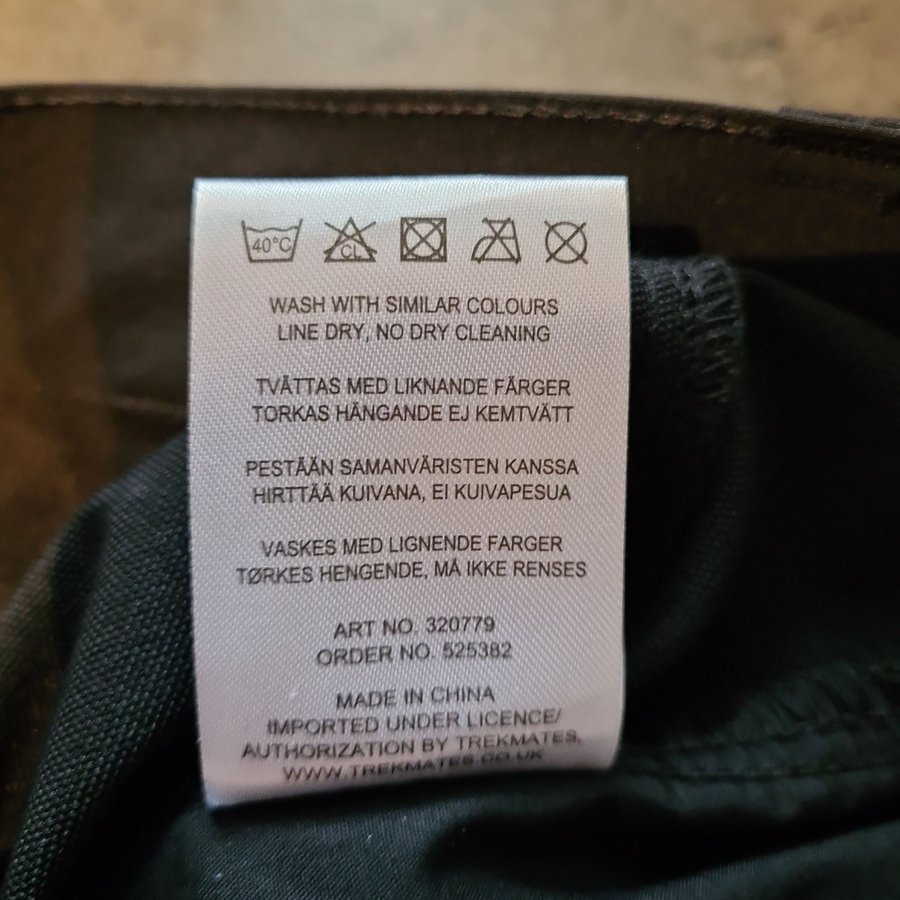 40°C CL
WASH WITH SIMILAR COLOURS
LINE DRY, NO DRY CLEANING
TVÄTTAS MED LIKNANDE FÄRGER
TORKAS HÄNGANDE EJ KEMTVÄTT
PESTÄÄN SAMANVÄRISTEN KANSSA
HIRTTÄÄ KUIVANA, EI KUIVAPESUA
VASKES MED LIGNENDE FARGER
TØRKES HENGENDE, MÅ IKKE RENSES
ART NO. 320779
ORDER NO. 525382
MADE IN CHINA
IMPORTED UNDER LICENCE/
AUTHORIZATION BY TREKMATES,
WWW.TREKMATES.CO.UK